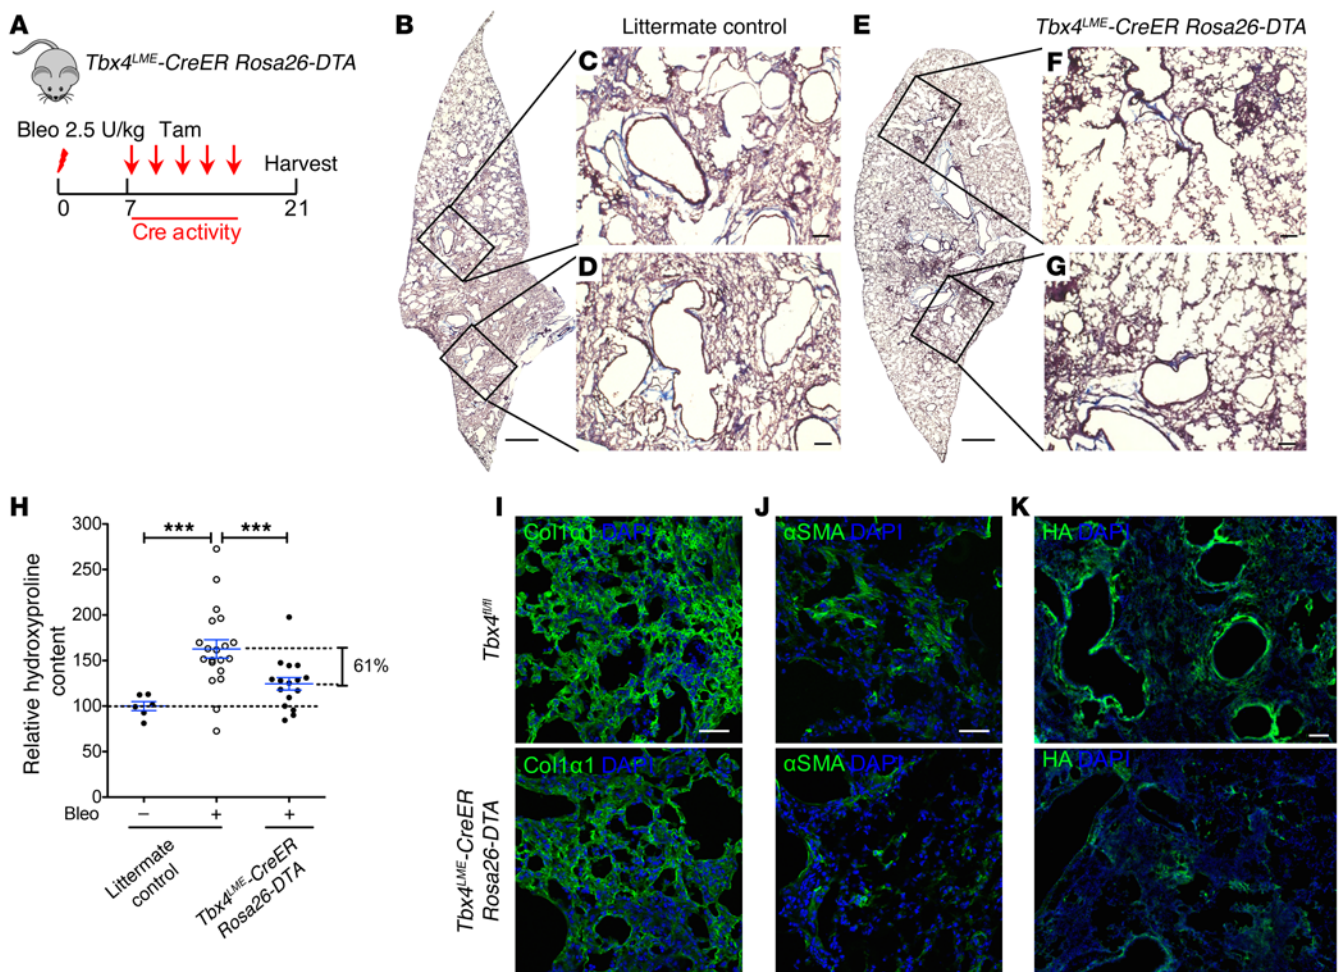 A
Tbx4LME-CreER Rosa26-DTA
Bleo 2.5 U/kg Tam
Harvest
0 7 21
Cre activity
B Littermate control
C
D
E Tbx4LME-CreER Rosa26-DTA
F
G
H
Relative hydroxyproline
content
300
250
200
150
100
50
0
*** ***
61%
Bleo – + +
Littermate
control
Tbx4LME-CreER
Rosa26-DTA
I J K
Tbx4fl/fl
Col1α1 DAPI
αSMA DAPI
HA DAPI
Tbx4LME-CreER
Rosa26-DTA
Col1α1 DAPI
αSMA DAPI
HA DAPI